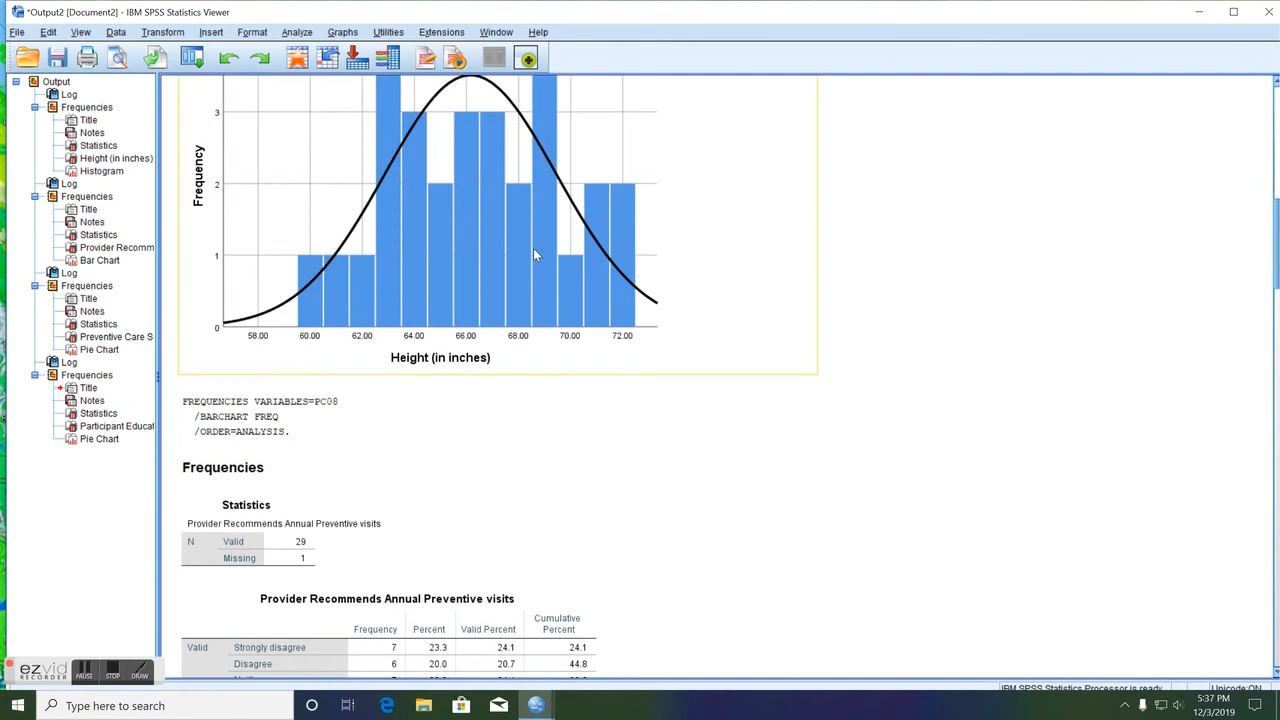 *Output2 [Document2] - IBM SPSS Statistics Viewer
File Edit View Data Transform Insert Format Analyze Graphs Utilities Extensions Window Help
Output
Log
Frequencies
Title
Notes
Statistics
Height (in inches)
Histogram
Log
Frequencies
Title
Notes
Statistics
Provider Recomm
Bar Chart
Log
Frequencies
Title
Notes
Statistics
Preventive Care S
Pie Chart
Log
Frequencies
Title
Notes
Statistics
Participant Educat
Pie Chart
Frequency
3
2
1
0
58.00 60.00 62.00 64.00 66.00 68.00 70.00 72.00
Height (in inches)
FREQUENCIES VARIABLES=PC08
/BARCHART FREQ
/ORDER=ANALYSIS.
Frequencies
Statistics
Provider Recommends Annual Preventive visits
N Valid 29
Missing 1
Provider Recommends Annual Preventive visits
Frequency Percent Valid Percent Cumulative Percent
Valid Strongly disagree 7 23.3 24.1 24.1
Disagree 6 20.0 20.7 44.8
IBM SPSS Statistics Processor is ready
Unicode:ON
ezvid
RECORDER
PAUSE STOP DRAW
Type here to search
5:37 PM
12/3/2019